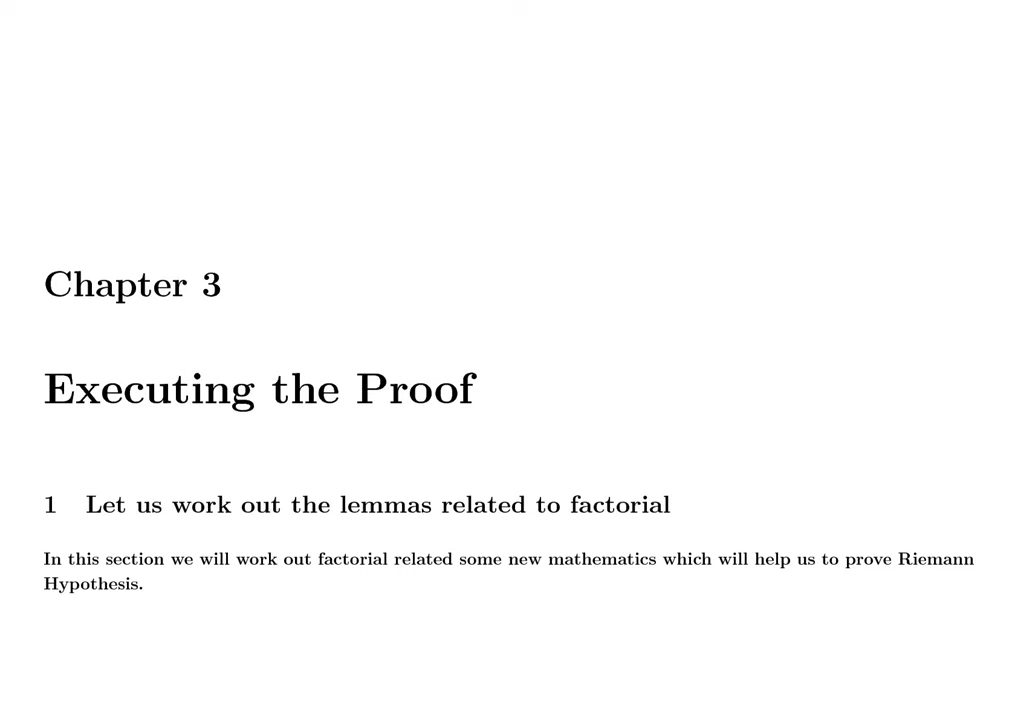 Chapter 3
Executing the Proof
1 Let us work out the lemmas related to factorial
In this section we will work out factorial related some new mathematics which will help us to prove Riemann
Hypothesis.